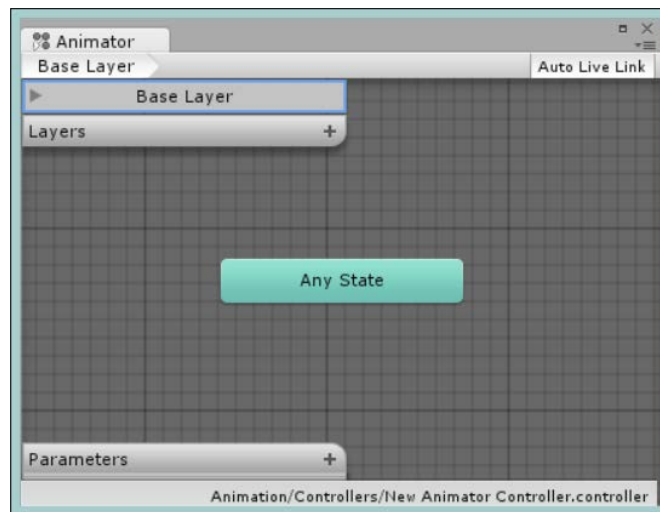 Animator
Base Layer
Auto Live Link
Base Layer
Layers
Any State
Parameters
Animation/Controllers/New Animator Controller.controller